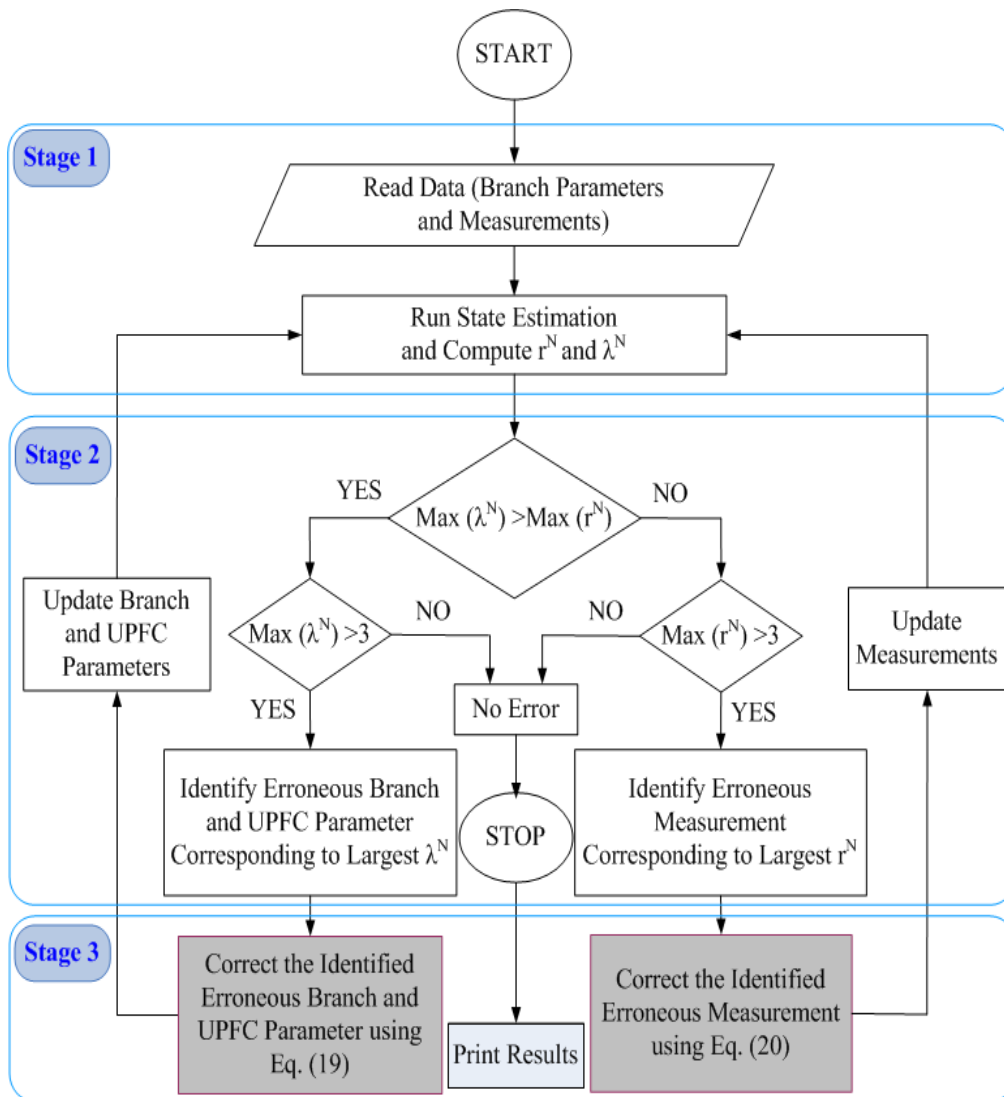 START
Stage 1
Read Data (Branch Parameters
and Measurements)
Run State Estimation
and Compute r^N and λ^N
Stage 2
YES
NO
Max (λ^N) >Max (r^N)
Update Branch
and UPFC
Parameters
Max (λ^N) >3
NO
NO
Max (r^N) >3
Update
Measurements
YES
No Error
YES
Identify Erroneous Branch
and UPFC Parameter
Corresponding to Largest λ^N
STOP
Identify Erroneous
Measurement
Corresponding to Largest r^N
Stage 3
Correct the Identified
Erroneous Branch and
UPFC Parameter using
Eq. (19)
Print Results
Correct the Identified
Erroneous Measurement
using Eq. (20)